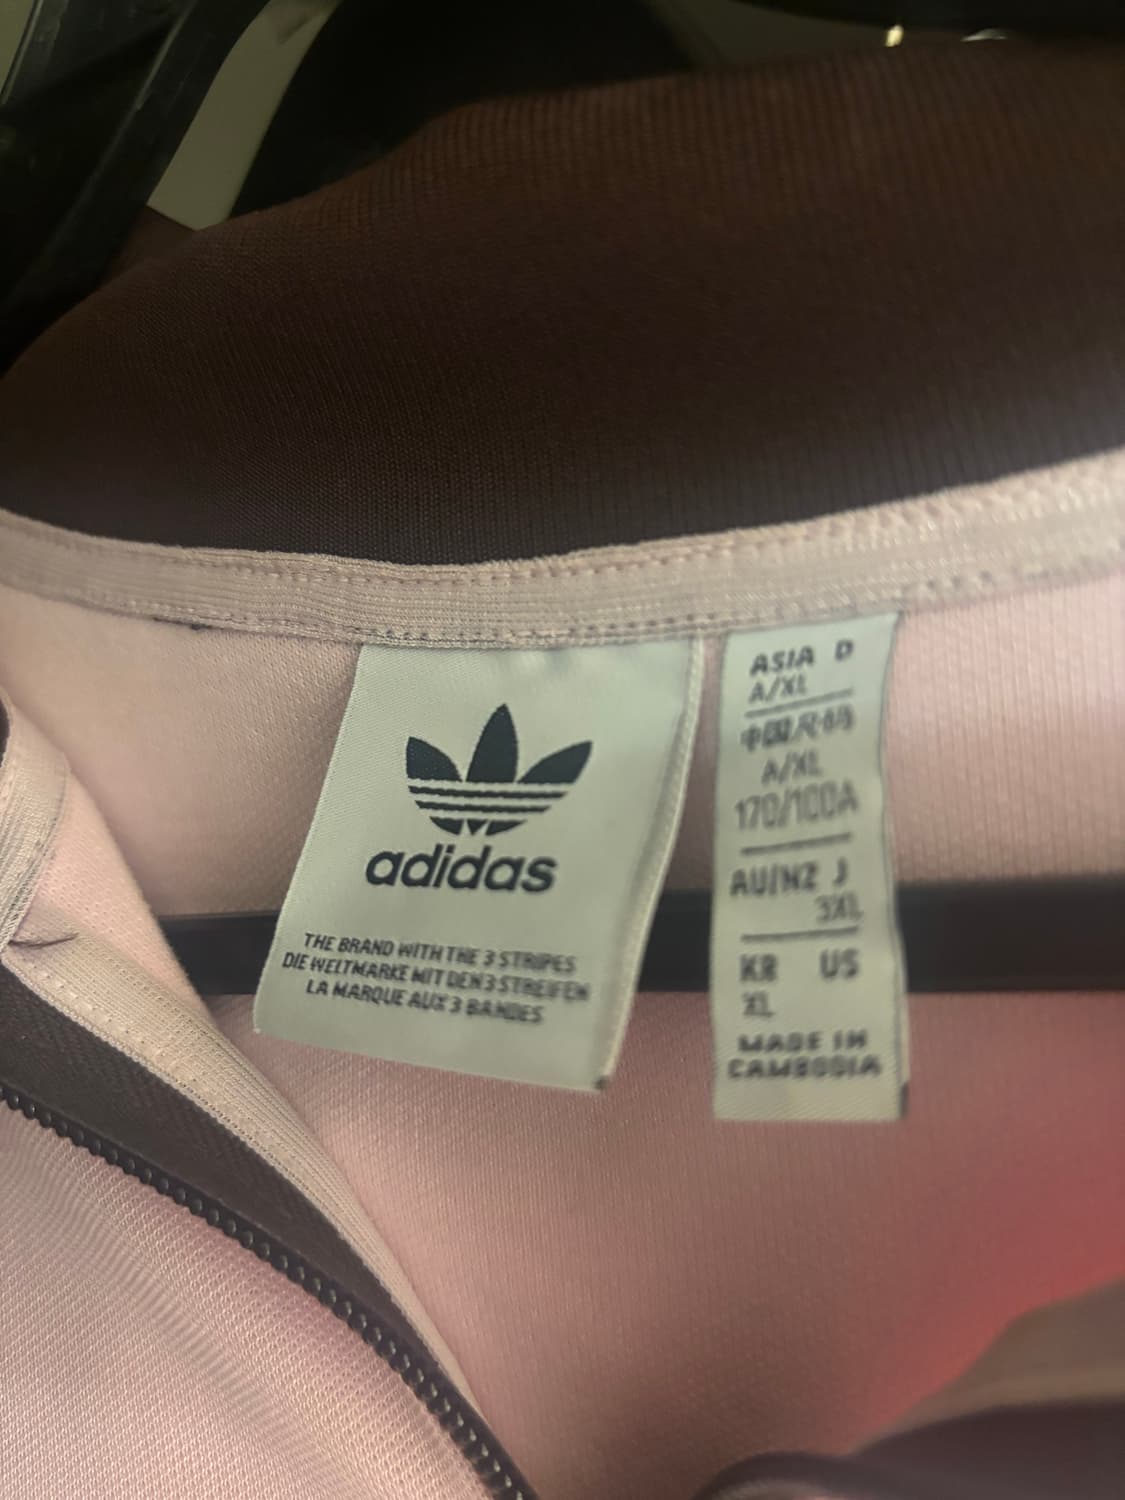 adidas
THE BRAND WITH THE 3 STRIPES
DIE WELTMARKE MIT DEN 3 STREIFEN
LA MARQUE AUX 3 BANDES
ASIA D
A/XL
中国尺码
A/XL
170/100A
AU/NZ J
3XL
KR US
XL
MADE IN
CAMBODIA